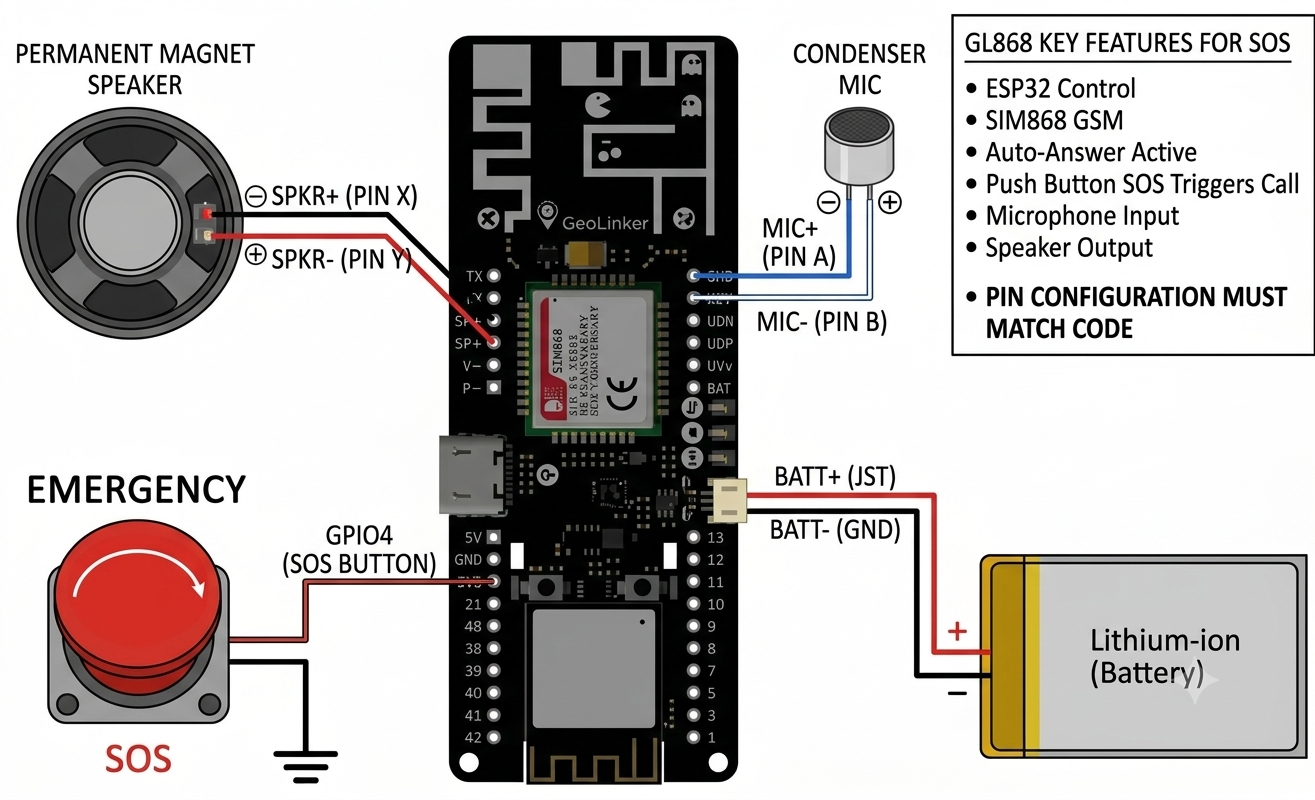 PERMANENT MAGNET
SPEAKER
⊖ SPKR+ (PIN X)
⊕ SPKR- (PIN Y)
CONDENSER
MIC
⊖
⊕
MIC+
(PIN A)
MIC- (PIN B)
GL868 KEY FEATURES FOR SOS
• ESP32 Control
• SIM868 GSM
• Auto-Answer Active
• Push Button SOS Triggers Call
• Microphone Input
• Speaker Output
• PIN CONFIGURATION MUST
MATCH CODE
GeoLinker
TX
SP+
V−
P−
GND
UDN
UDP
UVv
BAT
SIM868
CE
EMERGENCY
SOS
GPIO4
(SOS BUTTON)
BATT+ (JST)
BATT- (GND)
+
−
Lithium-ion
(Battery)
5V
GND
21
48
38
39
40
41
42
13
12
11
10
9
8
7
5
3
1